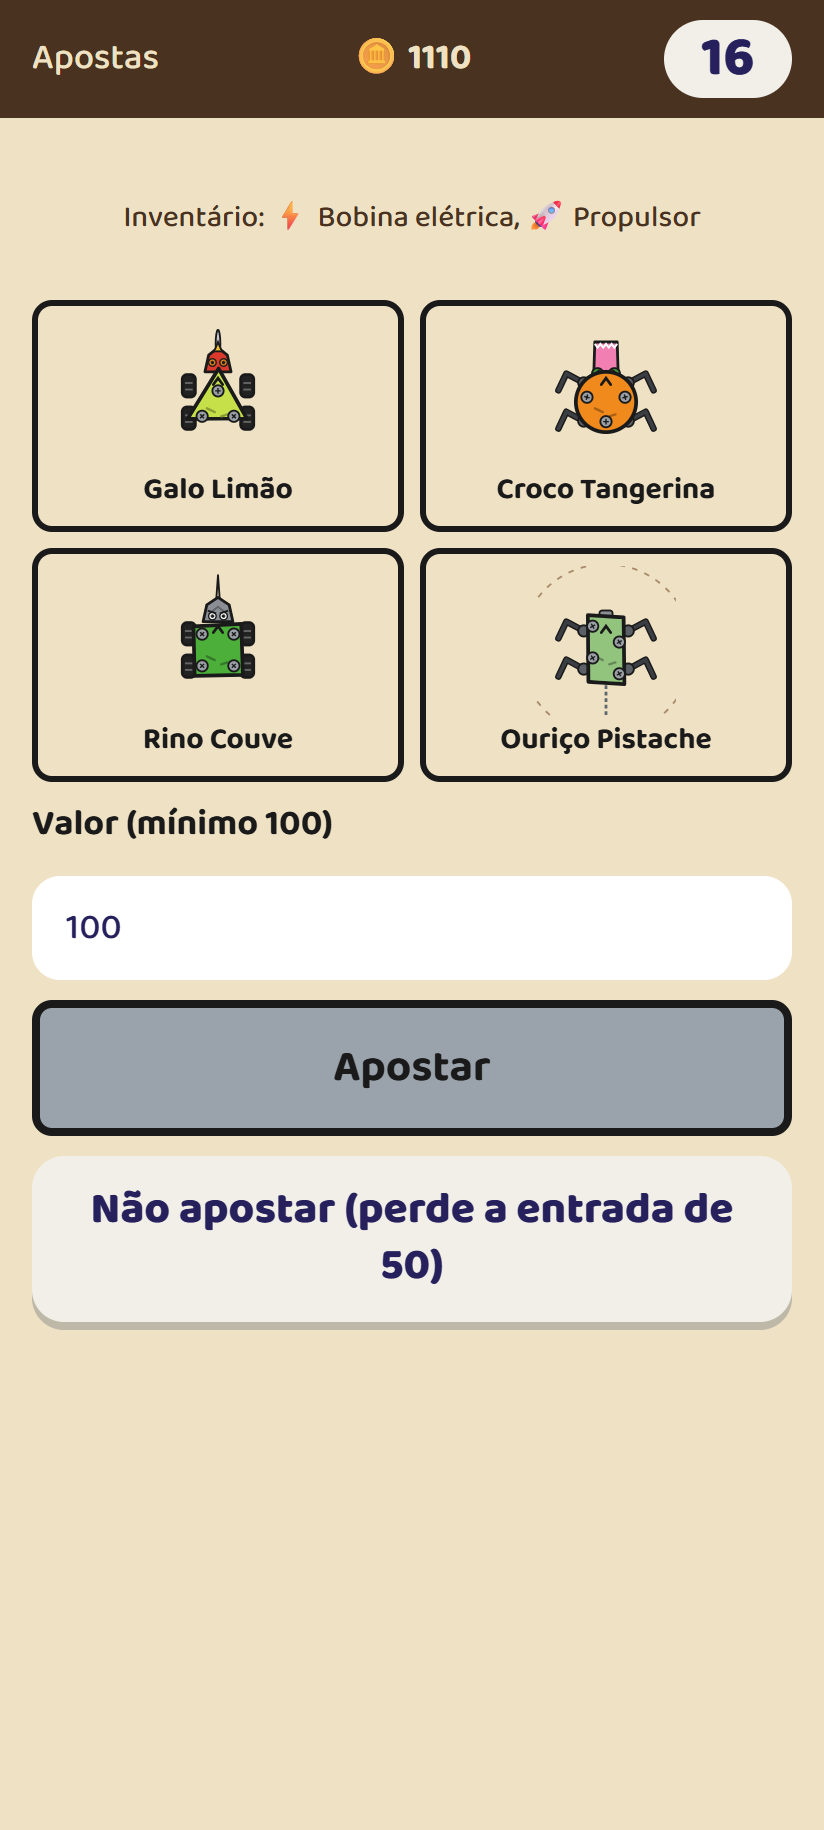 Apostas
1110
16
Inventário: Bobina elétrica, Propulsor
Galo Limão
Croco Tangerina
Rino Couve
Ouriço Pistache
Valor (mínimo 100)
100
Apostar
Não apostar (perde a entrada de
50)